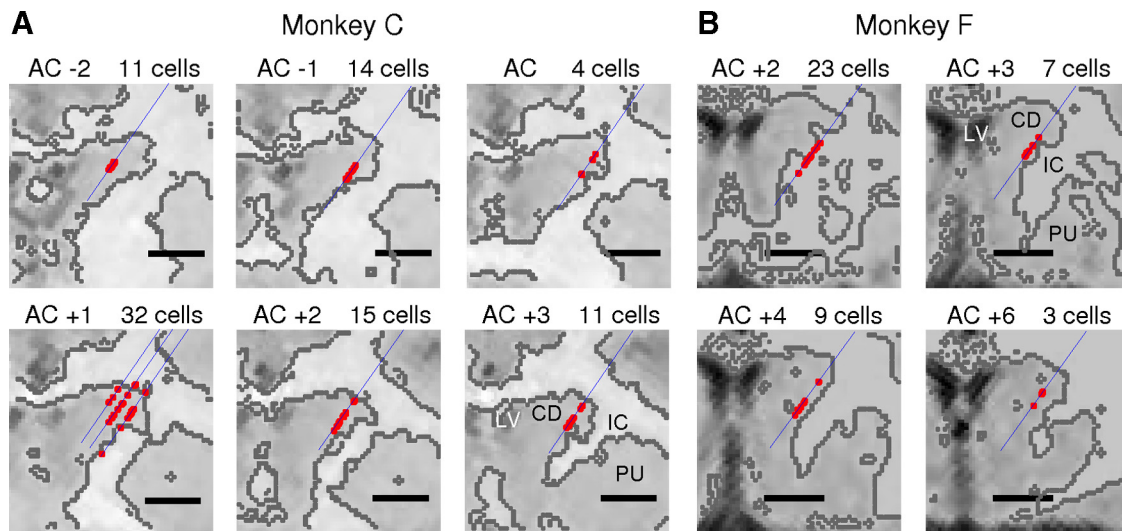 A Monkey C
B Monkey F
AC -2 11 cells
AC -1 14 cells
AC 4 cells
AC +2 23 cells
AC +3 7 cells
LV
CD
IC
PU
AC +1 32 cells
AC +2 15 cells
AC +3 11 cells
LV
CD
IC
PU
AC +4 9 cells
AC +6 3 cells